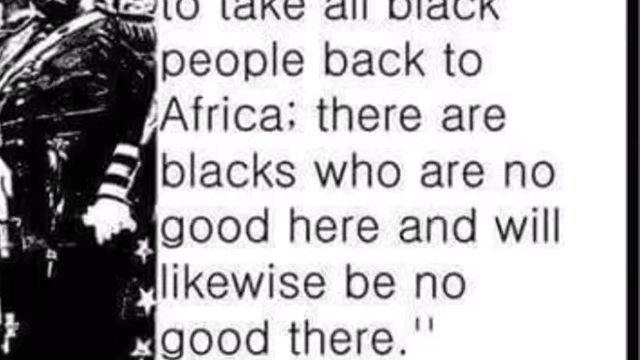 to take all black
people back to
Africa; there are
blacks who are no
good here and will
likewise be no
good there."